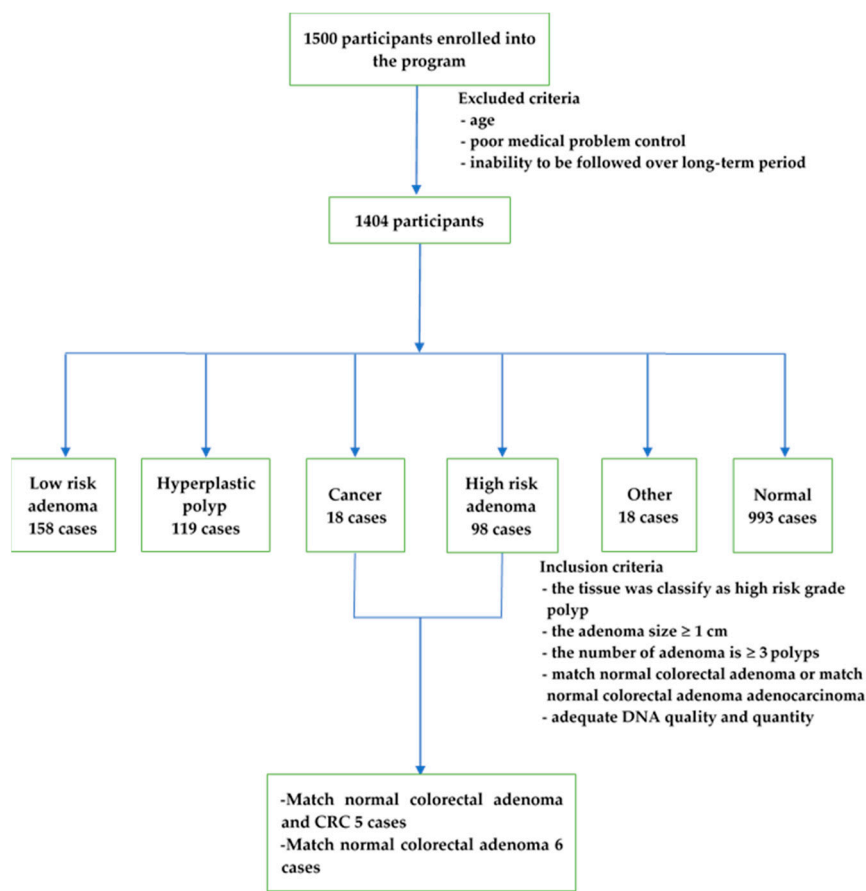 1500 participants enrolled into
the program
Excluded criteria
- age
- poor medical problem control
- inability to be followed over long-term period
1404 participants
Low risk
adenoma
158 cases
Hyperplastic
polyp
119 cases
Cancer
18 cases
High risk
adenoma
98 cases
Other
18 cases
Normal
993 cases
Inclusion criteria
- the tissue was classify as high risk grade
polyp
- the adenoma size ≥ 1 cm
- the number of adenoma is ≥ 3 polyps
- match normal colorectal adenoma or match
normal colorectal adenoma adenocarcinoma
- adequate DNA quality and quantity
-Match normal colorectal adenoma
and CRC 5 cases
-Match normal colorectal adenoma 6
cases